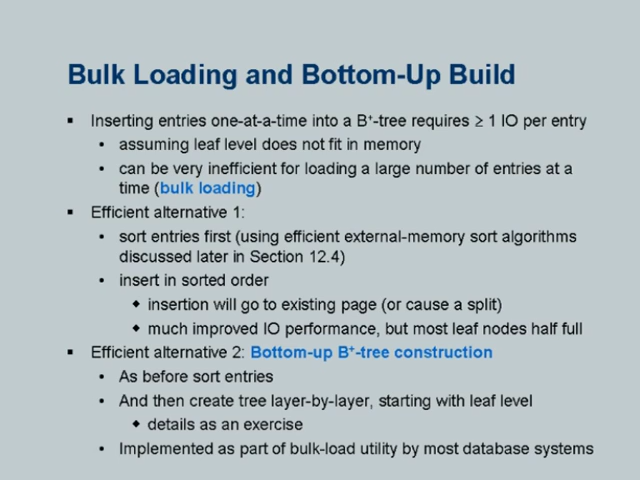 Bulk Loading and Bottom-Up Build
▪ Inserting entries one-at-a-time into a B⁺-tree requires ≥ 1 IO per entry
• assuming leaf level does not fit in memory
• can be very inefficient for loading a large number of entries at a
time (bulk loading)
▪ Efficient alternative 1:
• sort entries first (using efficient external-memory sort algorithms
discussed later in Section 12.4)
• insert in sorted order
◆ insertion will go to existing page (or cause a split)
◆ much improved IO performance, but most leaf nodes half full
▪ Efficient alternative 2: Bottom-up B⁺-tree construction
• As before sort entries
• And then create tree layer-by-layer, starting with leaf level
◆ details as an exercise
• Implemented as part of bulk-load utility by most database systems